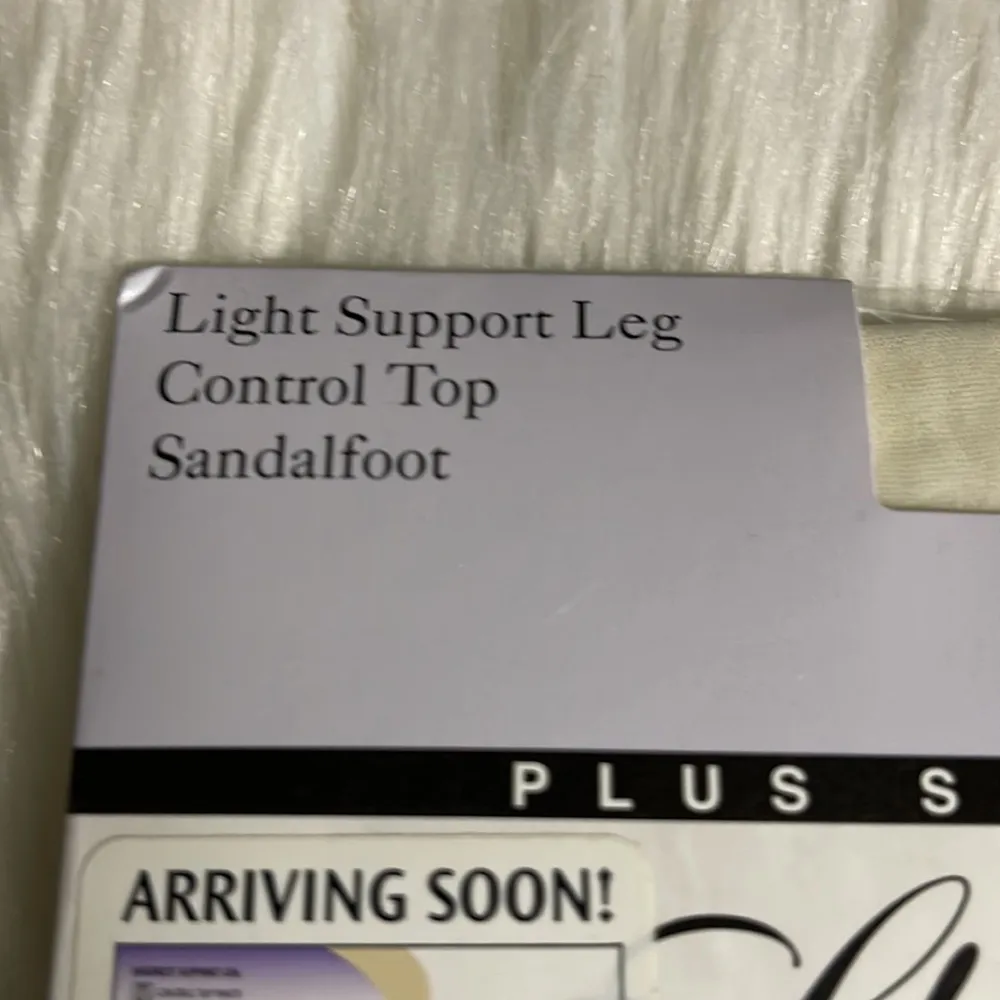 Light Support Leg
Control Top
Sandalfoot
PLUS S
ARRIVING SOON!